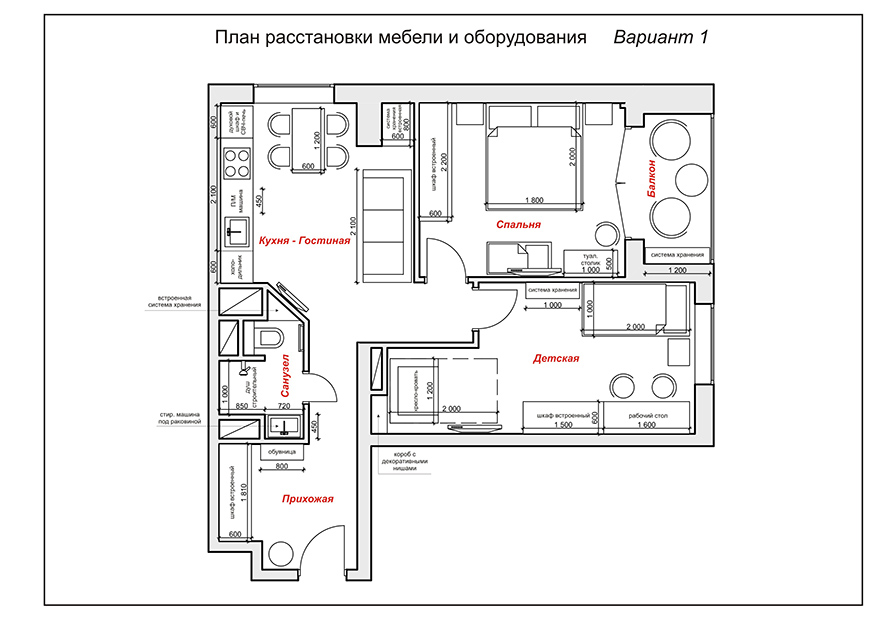 План расстановки мебели и оборудования Вариант 1
600
духовой
шкаф и
СВЧ-печь
1 200
600
система
хранения
встроенная
800
600
шкаф встроенный
2 200
600
2 000
1 800
Спальня
Балкон
2 100
П/М
машина
450
Кухня - Гостиная
2 100
600
холо-
дильник
туал.
столик
500
1 000
система хранения
1 200
встроенная
система хранения
система хранения
1 000
1 000
2 000
Детская
Санузел
душ
строительный
1 000
850
720
кресло-кровать
1 200
2 000
шкаф встроенный
1 500
600
рабочий стол
1 600
стир. машина
под раковиной
450
обувница
800
короб с
декоративными
нишами
шкаф встроенный
1 810
600
Прихожая